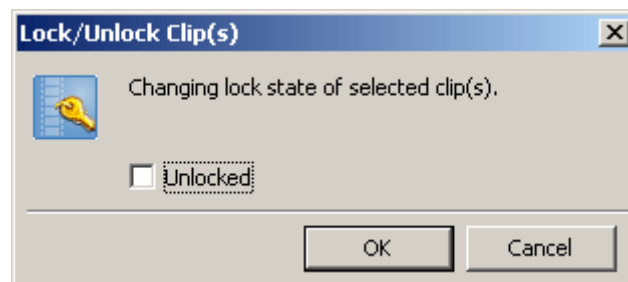 Lock/Unlock Clip(s)
Changing lock state of selected clip(s).
Unlocked
OK
Cancel